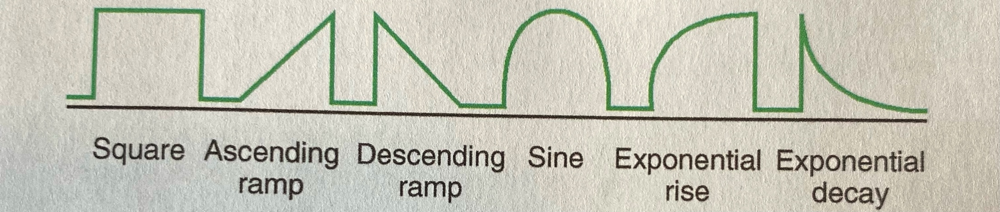 Square Ascending Descending Sine Exponential Exponential
ramp ramp rise decay